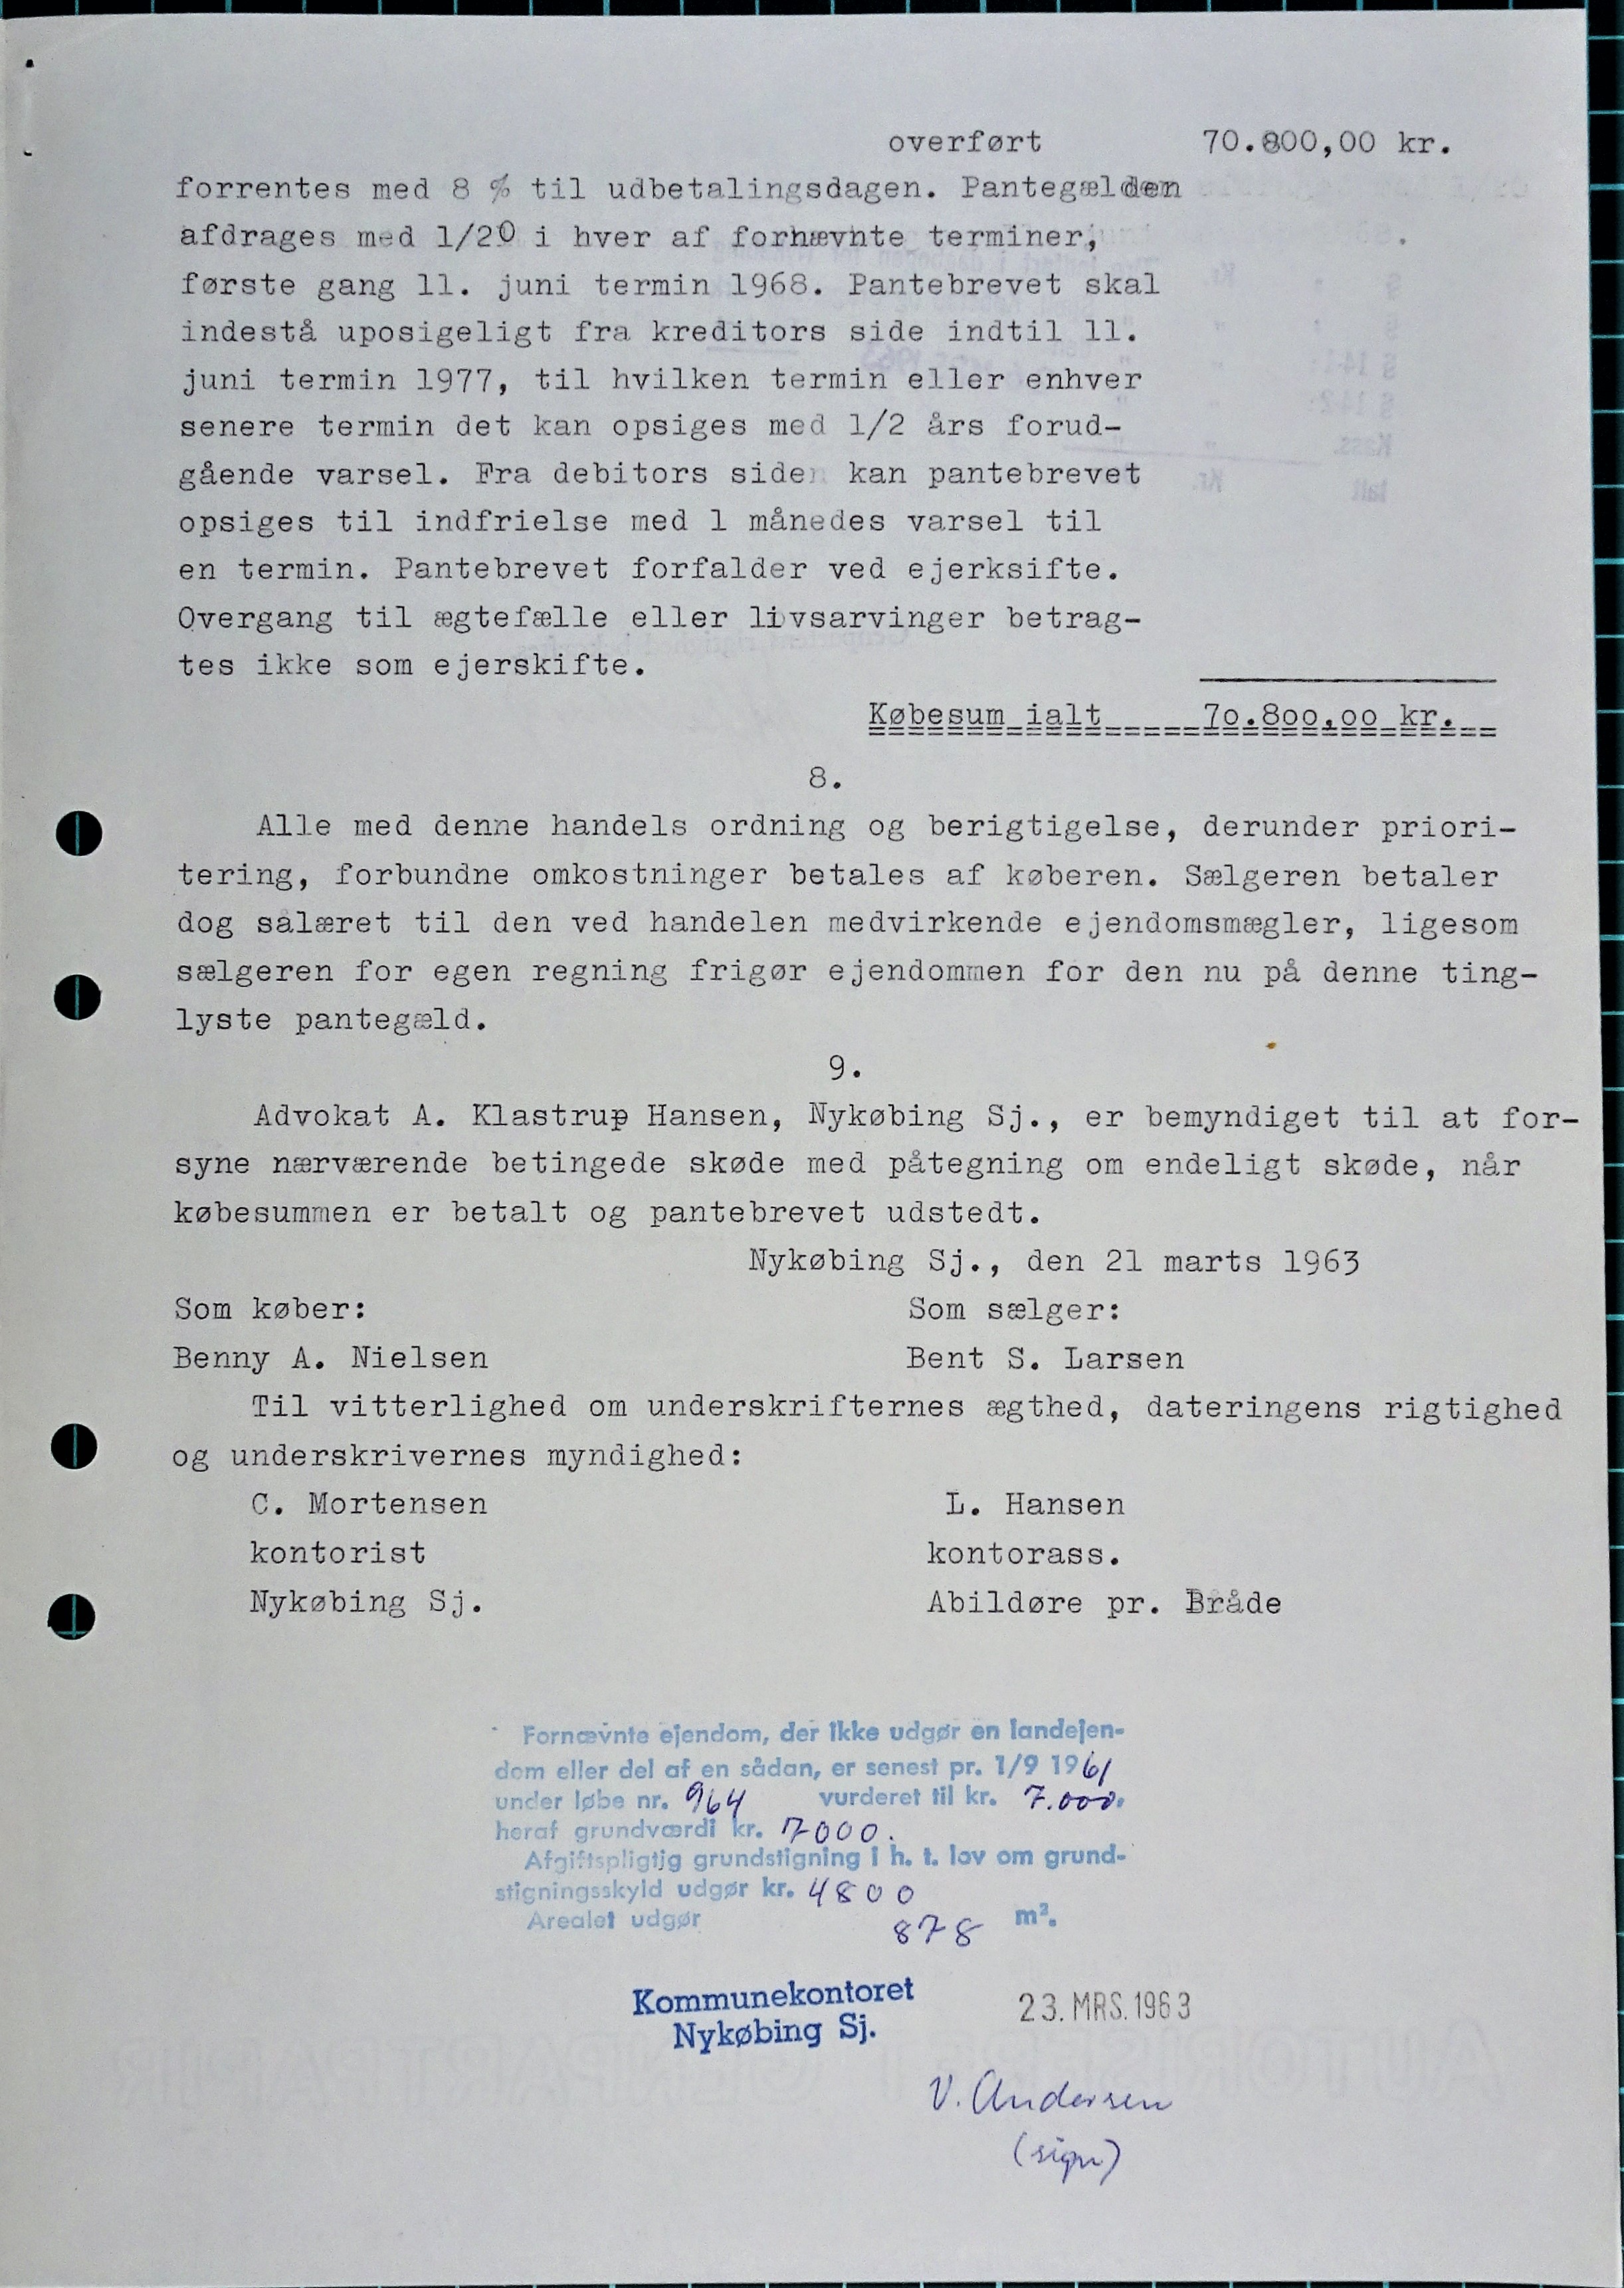 overført 70.800,00 kr.
forrentes med 8 % til udbetalingsdagen. Pantegælden
afdrages med 1/20 i hver af fornævnte terminer,
første gang 11. juni termin 1968. Pantebrevet skal
indestå uposigeligt fra kreditors side indtil 11.
juni termin 1977, til hvilken termin eller enhver
senere termin det kan opsiges med 1/2 års forud-
gående varsel. Fra debitors side kan pantebrevet
opsiges til indfrielse med 1 månedes varsel til
en termin. Pantebrevet forfalder ved ejerksifte.
Overgang til ægtefælle eller livsarvinger betrag-
tes ikke som ejerskifte.
Købesum ialt 7o.8oo,oo kr.
8.
Alle med denne handels ordning og berigtigelse, derunder priori-
tering, forbundne omkostninger betales af køberen. Sælgeren betaler
dog salæret til den ved handelen medvirkende ejendomsmægler, ligesom
sælgeren for egen regning frigør ejendommen for den nu på denne ting-
lyste pantegæld.
9.
Advokat A. Klastrup Hansen, Nykøbing Sj., er bemyndiget til at for-
syne nærværende betingede skøde med påtegning om endeligt skøde, når
købesummen er betalt og pantebrevet udstedt.
Nykøbing Sj., den 21 marts 1963
Som køber: Som sælger:
Benny A. Nielsen Bent S. Larsen
Til vitterlighed om underskrifternes ægthed, dateringens rigtighed
og underskrivernes myndighed:
C. Mortensen L. Hansen
kontorist kontorass.
Nykøbing Sj. Abildøre pr. Bråde
Fornævnte ejendom, der ikke udgør en landejen-
dom eller del af en sådan, er senest pr. 1/9 1961
under løbe nr. 964 vurderet til kr. 7.000.
heraf grundværdi kr. 7000.
Afgiftspligtig grundstigning i h. t. lov om grund-
stigningsskyld udgør kr. 4800
Arealet udgør 878 m².
Kommunekontoret 23. MRS. 1963
Nykøbing Sj.
V. Andersen
(sign)